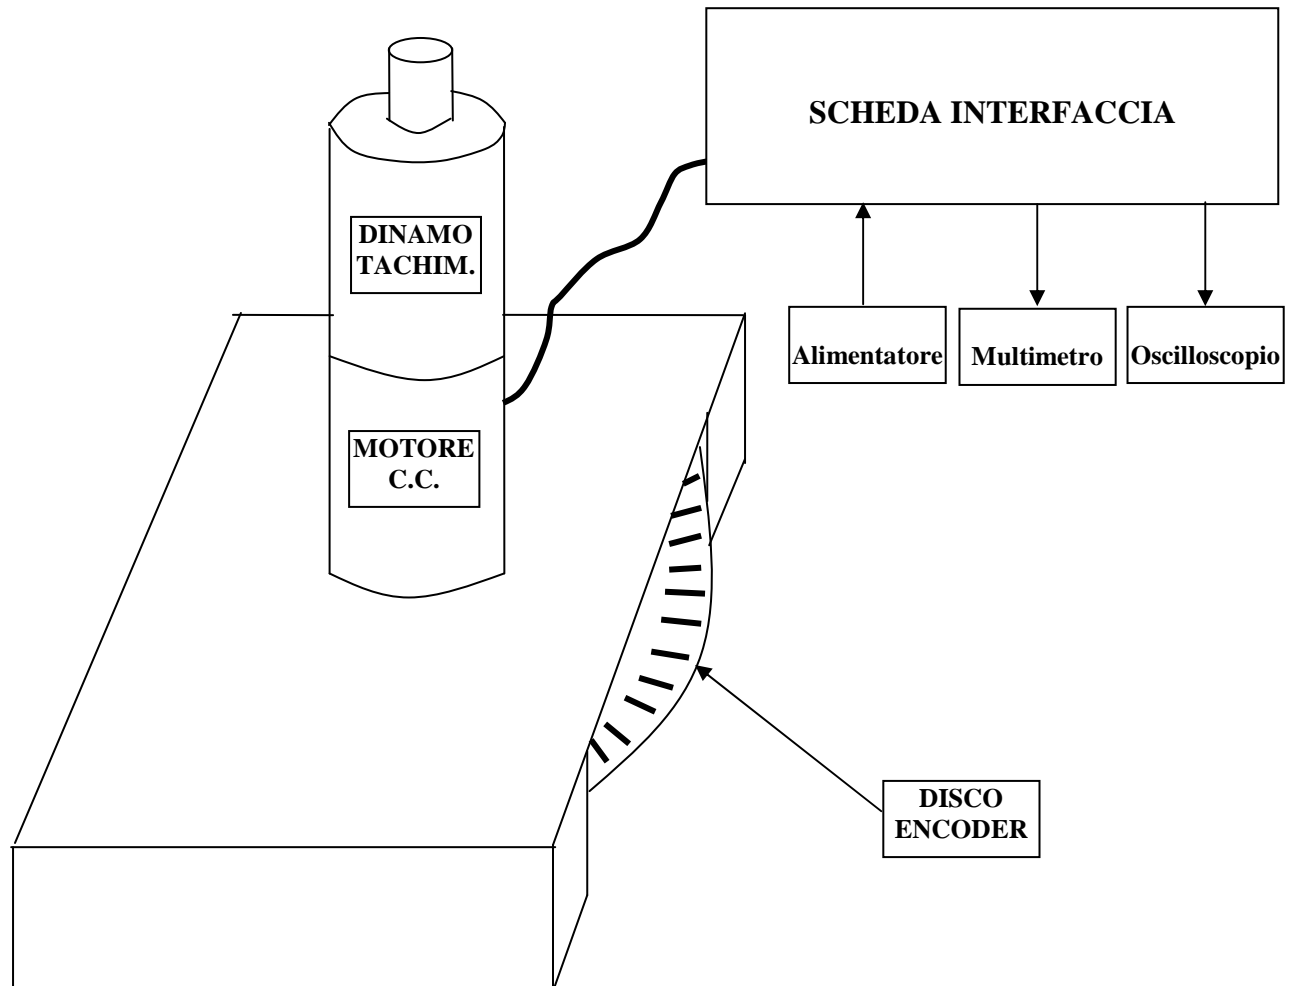 SCHEDA INTERFACCIA
DINAMO
TACHIM.
Alimentatore
Multimetro
Oscilloscopio
MOTORE
C.C.
DISCO
ENCODER